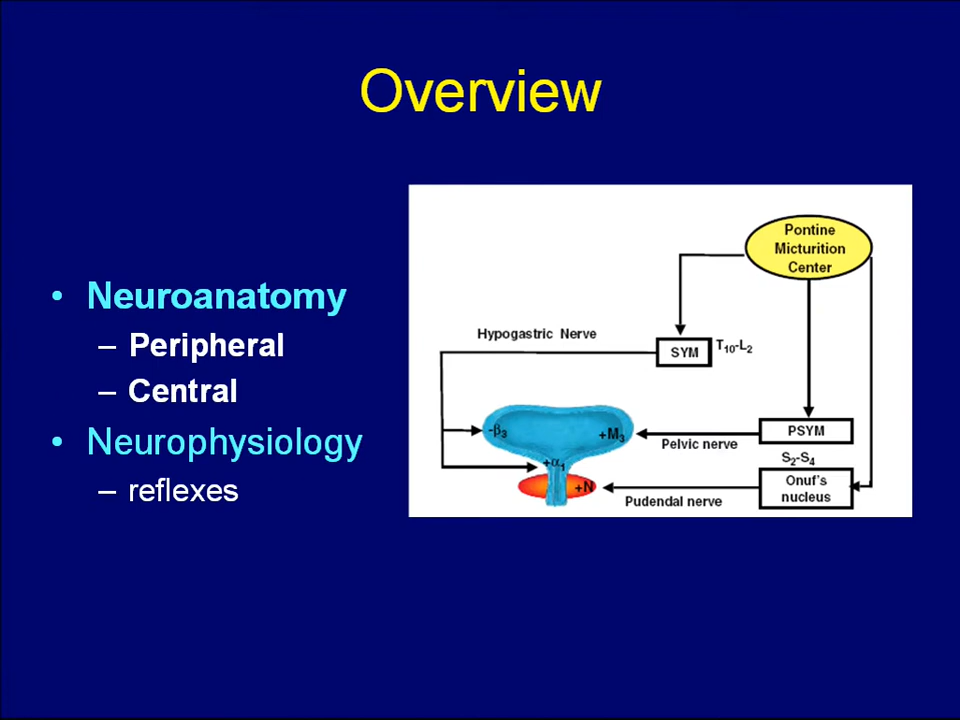 Overview
• Neuroanatomy
– Peripheral
– Central
• Neurophysiology
– reflexes
Pontine
Micturition
Center
Hypogastric Nerve
SYM
T10-L2
-β3
+M3
+α1
+N
Pelvic nerve
PSYM
S2-S4
Pudendal nerve
Onuf's
nucleus